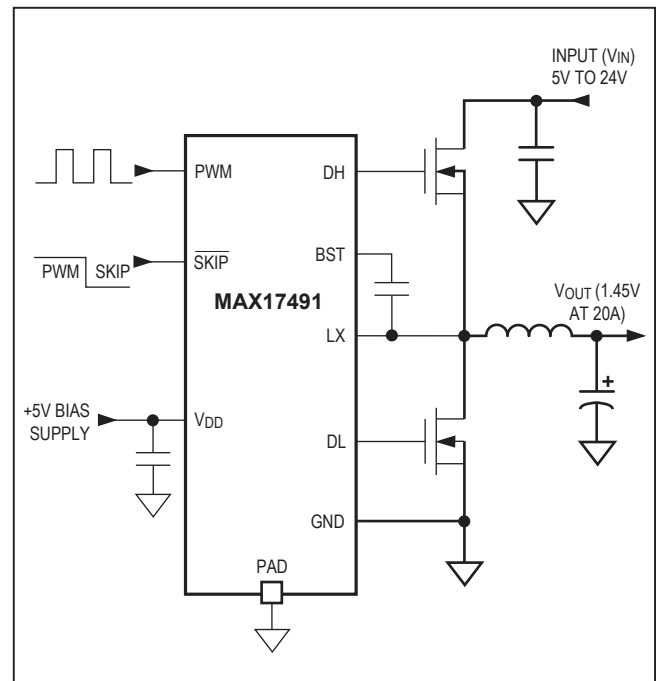 INPUT (VIN)
5V TO 24V
PWM
DH
SKIP
PWM
SKIP
BST
MAX17491
VOUT (1.45V
AT 20A)
LX
+
+5V BIAS
SUPPLY
VDD
DL
GND
PAD